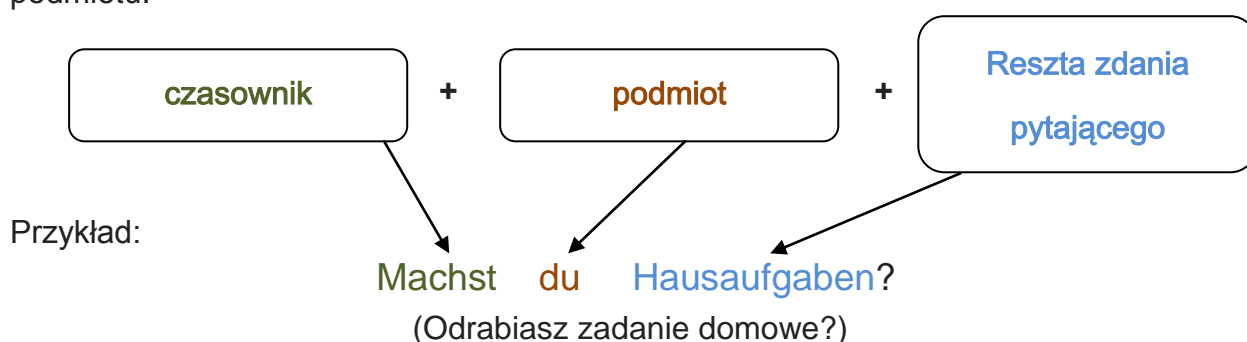 podmiotu.
czasownik + podmiot + Reszta zdania
pytającego
Przykład:
Machst du Hausaufgaben?
(Odrabiasz zadanie domowe?)